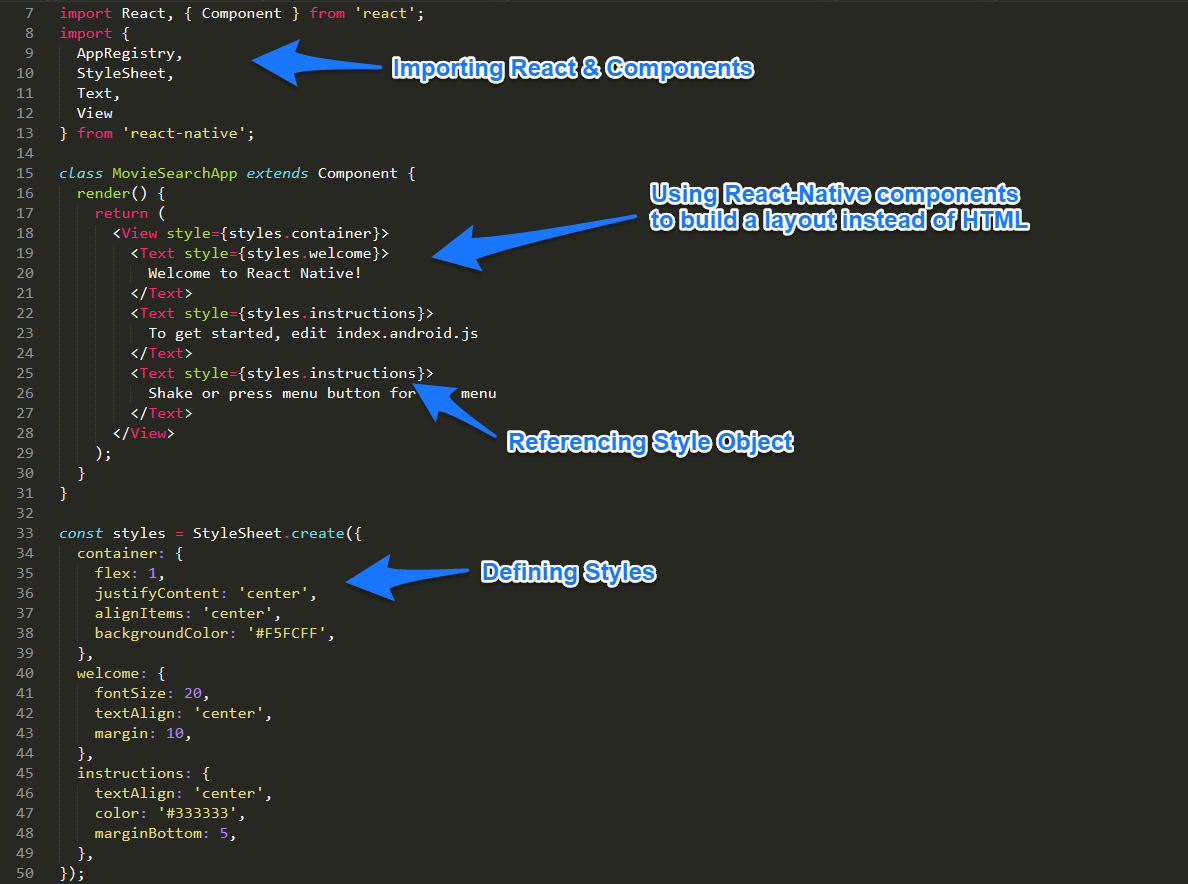 7 import React, { Component } from 'react';
8 import {
9 AppRegistry,
10 StyleSheet,
Importing React & Components
11 Text,
12 View
13 } from 'react-native';
14
15 class MovieSearchApp extends Component {
16 render() {
Using React-Native components
to build a layout instead of HTML
17 return (
18 <View style={styles.container}>
19 <Text style={styles.welcome}>
20 Welcome to React Native!
21 </Text>
22 <Text style={styles.instructions}>
23 To get started, edit index.android.js
24 </Text>
25 <Text style={styles.instructions}>
26 Shake or press menu button for menu
27 </Text>
28 </View>
Referencing Style Object
29 );
30 }
31 }
32
33 const styles = StyleSheet.create({
34 container: {
35 flex: 1,
Defining Styles
36 justifyContent: 'center',
37 alignItems: 'center',
38 backgroundColor: '#F5FCFF',
39 },
40 welcome: {
41 fontSize: 20,
42 textAlign: 'center',
43 margin: 10,
44 },
45 instructions: {
46 textAlign: 'center',
47 color: '#333333',
48 marginBottom: 5,
49 },
50 });